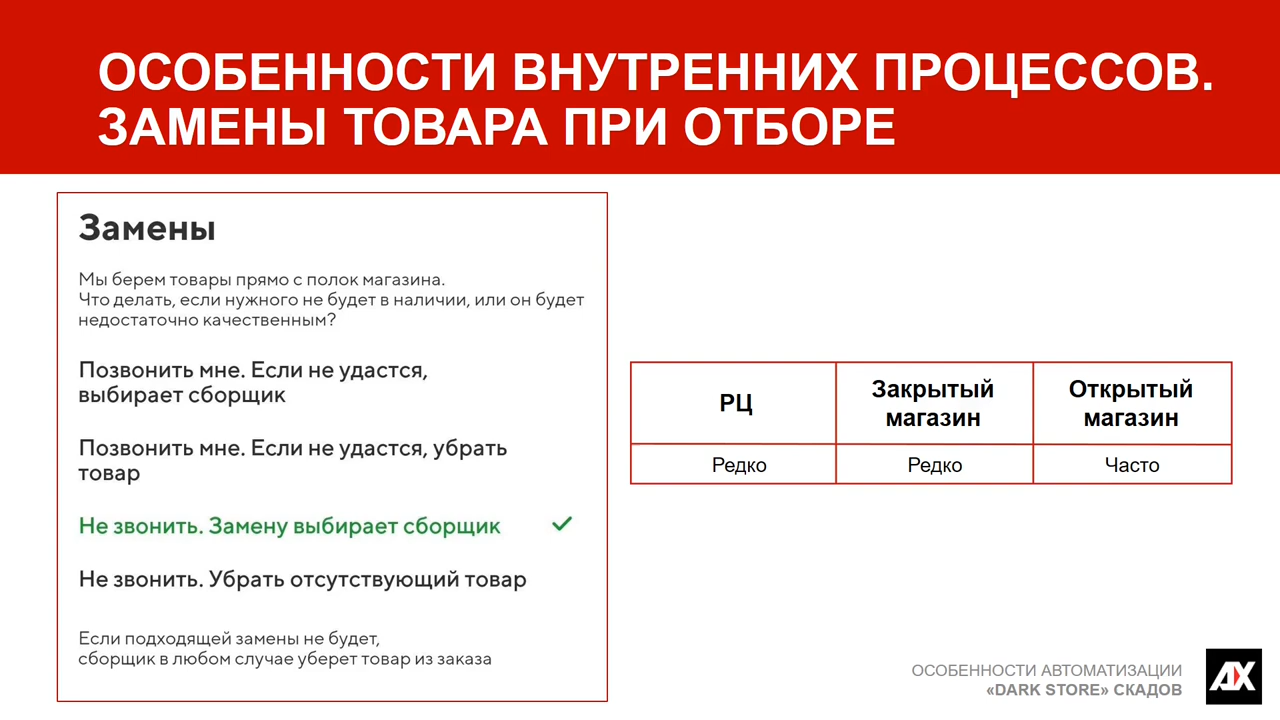 ОСОБЕННОСТИ ВНУТРЕННИХ ПРОЦЕССОВ.
ЗАМЕНЫ ТОВАРА ПРИ ОТБОРЕ
Замены
Мы берем товары прямо с полок магазина.
Что делать, если нужного не будет в наличии, или он будет
недостаточно качественным?
Позвонить мне. Если не удастся,
выбирает сборщик
Позвонить мне. Если не удастся, убрать
товар
Не звонить. Замену выбирает сборщик
Не звонить. Убрать отсутствующий товар
Если подходящей замены не будет,
сборщик в любом случае уберет товар из заказа
РЦ
Закрытый
магазин
Открытый
магазин
Редко
Редко
Часто
ОСОБЕННОСТИ АВТОМАТИЗАЦИИ
«DARK STORE» СКАДОВ
AX